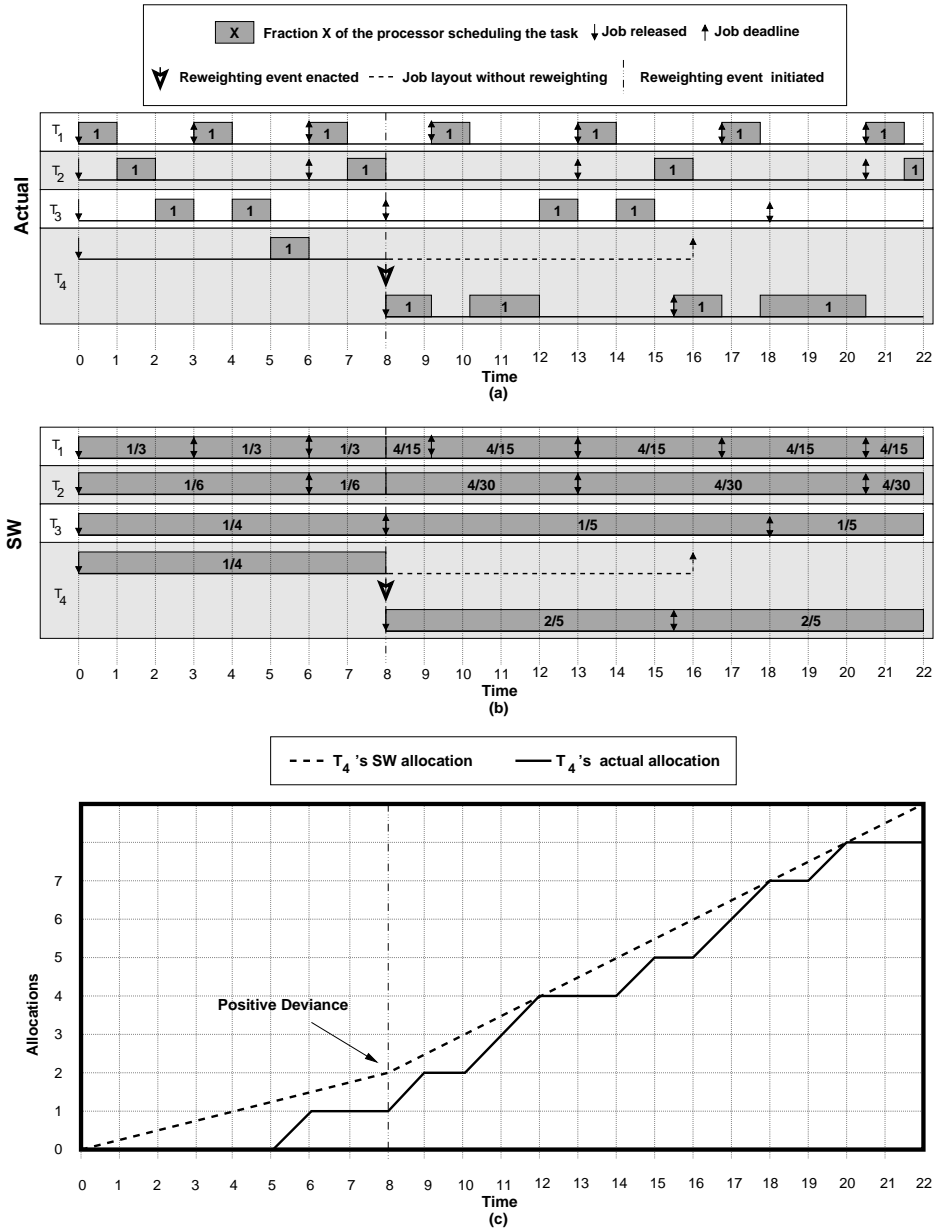 X Fraction X of the processor scheduling the task Job released Job deadline
Reweighting event enacted Job layout without reweighting Reweighting event initiated
Actual
T1 1 1 1 1 1 1 1
T2 1 1 1 1
T3 1 1 1 1
1
T4
1 1 1 1
0 1 2 3 4 5 6 7 8 9 10 11 12 13 14 15 16 17 18 19 20 21 22
Time
(a)
SW
T1 1/3 1/3 1/3 4/15 4/15 4/15 4/15 4/15
T2 1/6 1/6 4/30 4/30 4/30
T3 1/4 1/5 1/5
1/4
T4
2/5 2/5
0 1 2 3 4 5 6 7 8 9 10 11 12 13 14 15 16 17 18 19 20 21 22
Time
(b)
T4 's SW allocation T4's actual allocation
Allocations
7
6
5
4
Positive Deviance
3
2
1
0
0 1 2 3 4 5 6 7 8 9 10 11 12 13 14 15 16 17 18 19 20 21 22
Time
(c)